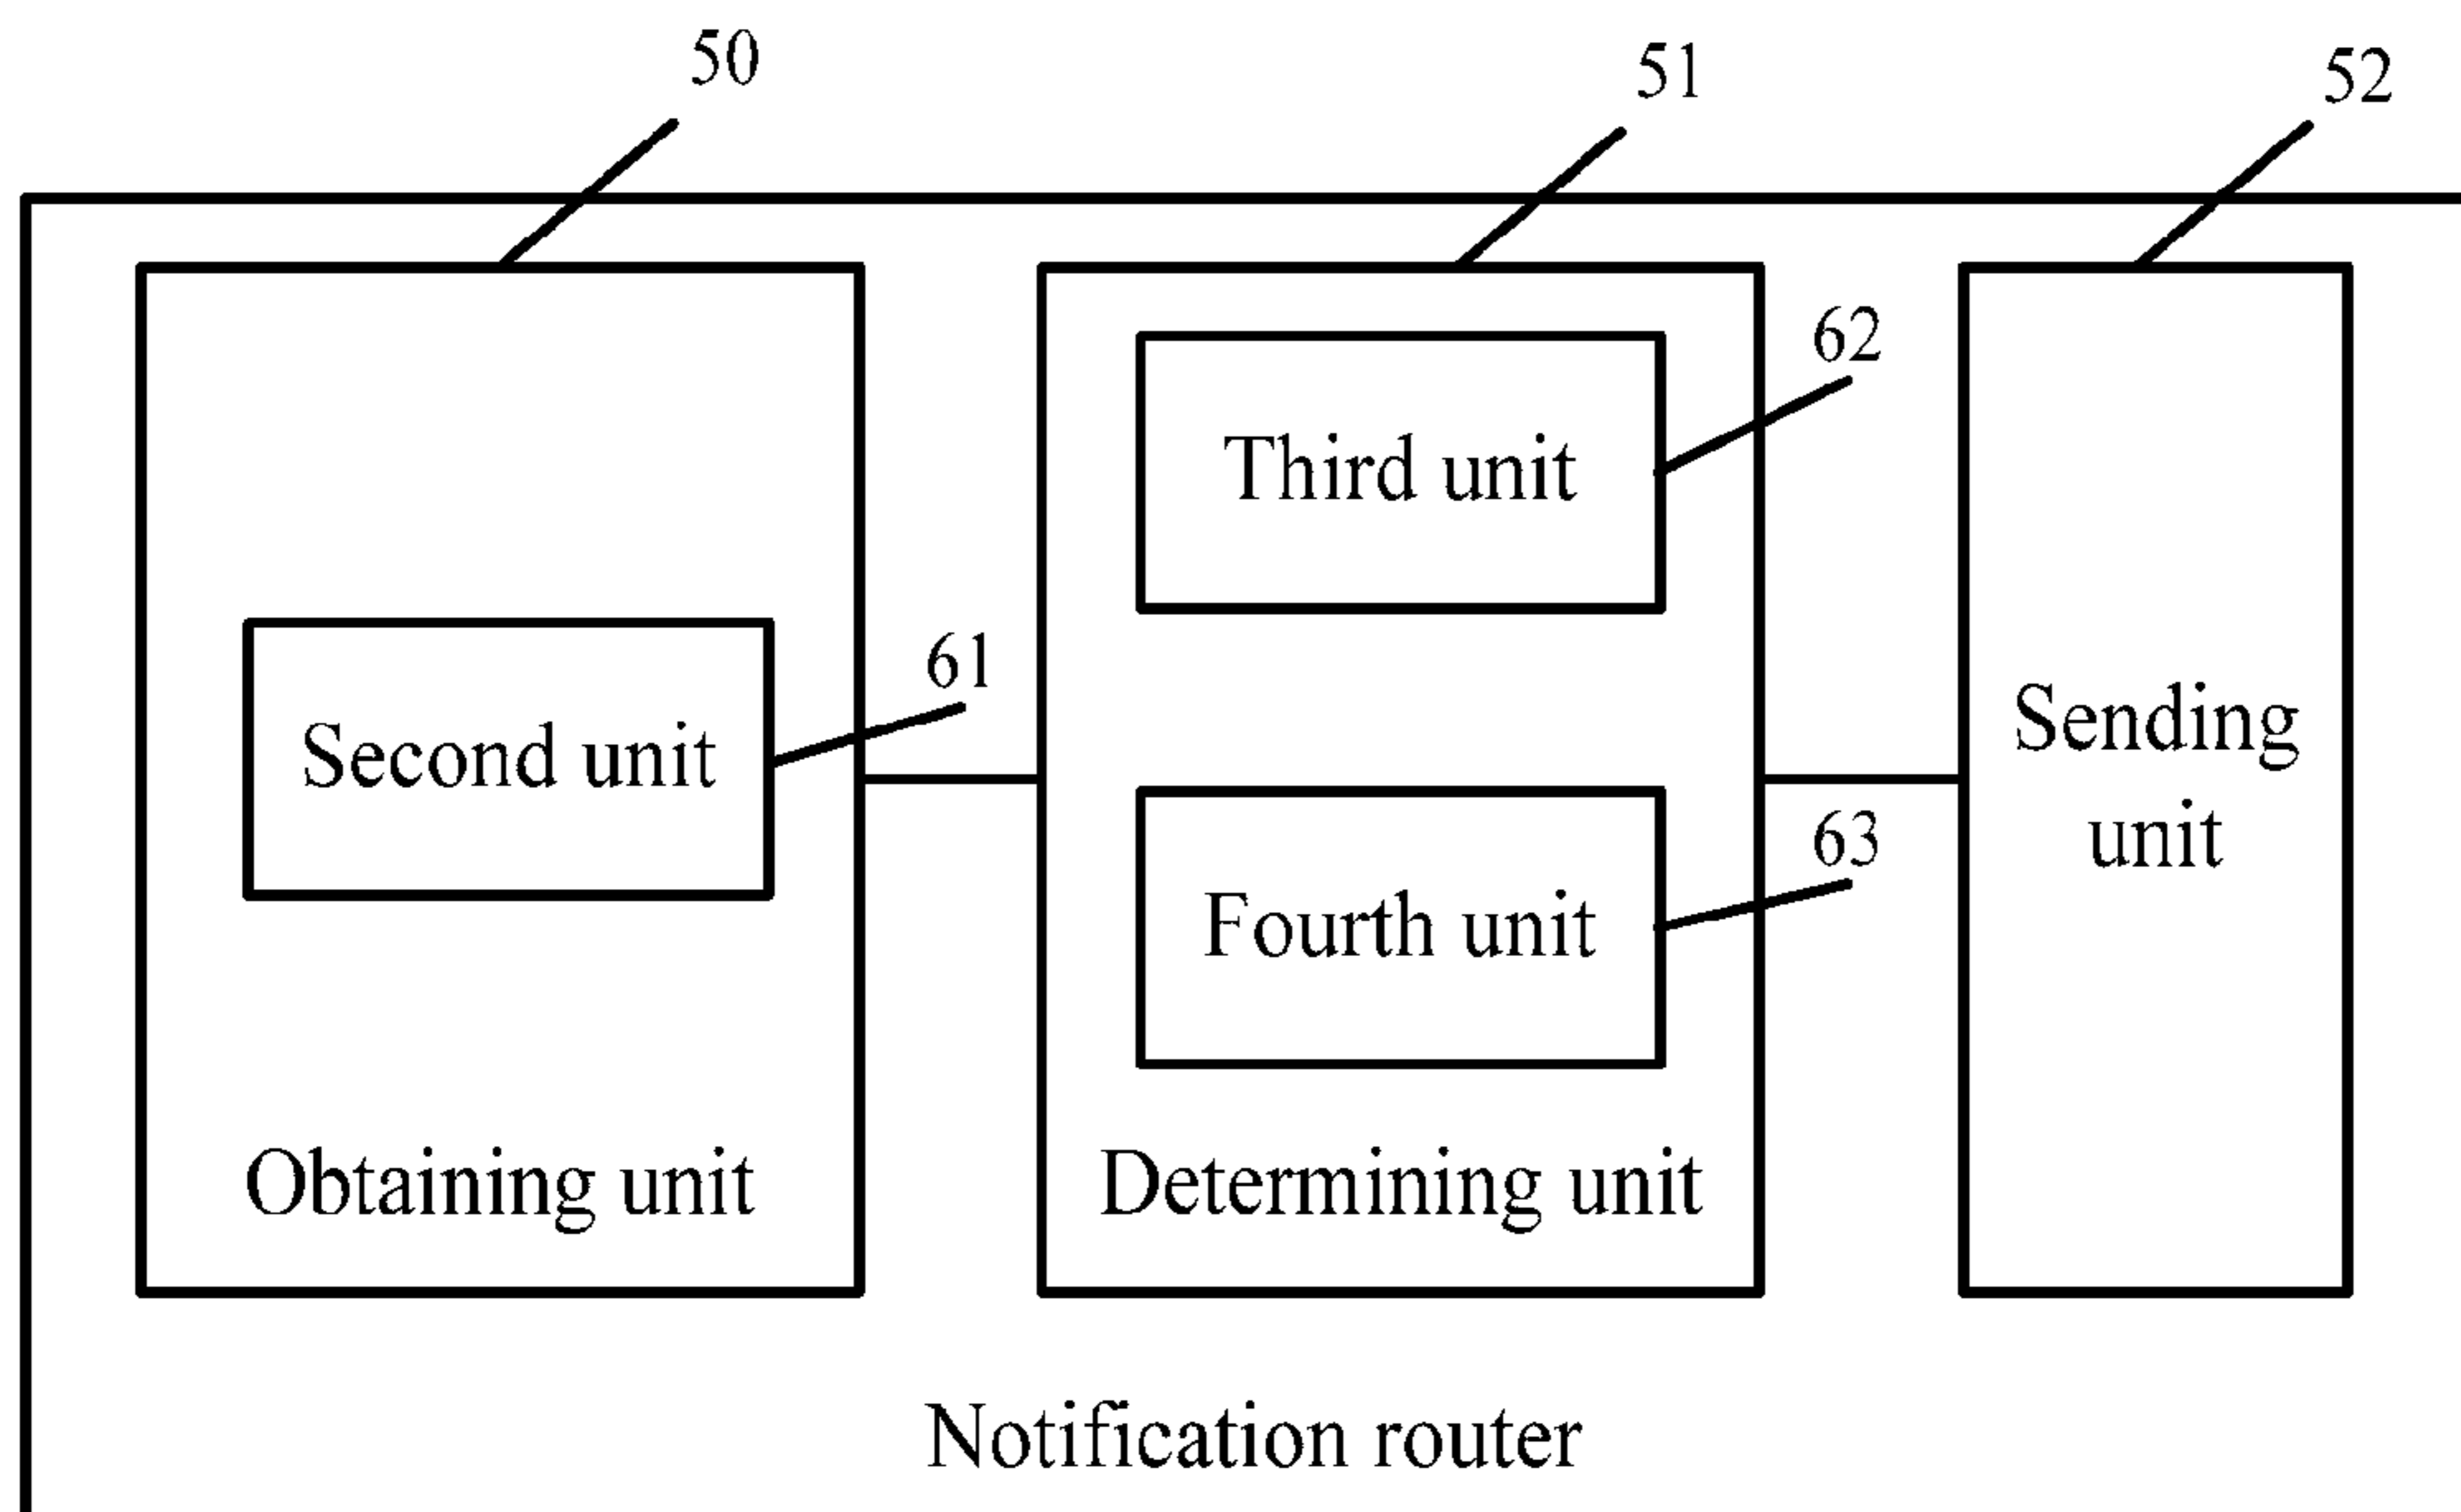 50
51
52
62
Third unit
61
Second unit
Sending
unit
63
Fourth unit
Obtaining unit
Determining unit
Notification router